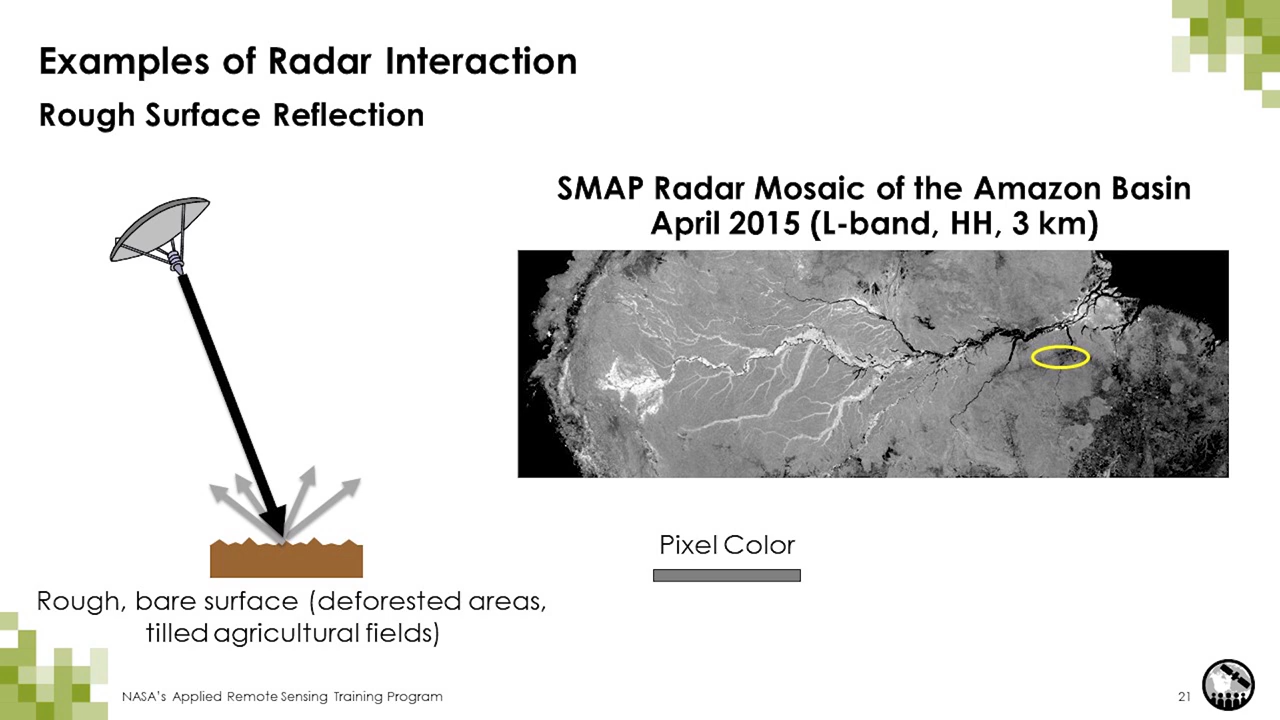 Examples of Radar Interaction
Rough Surface Reflection
SMAP Radar Mosaic of the Amazon Basin
April 2015 (L-band, HH, 3 km)
Pixel Color
Rough, bare surface (deforested areas,
tilled agricultural fields)
NASA's Applied Remote Sensing Training Program
21